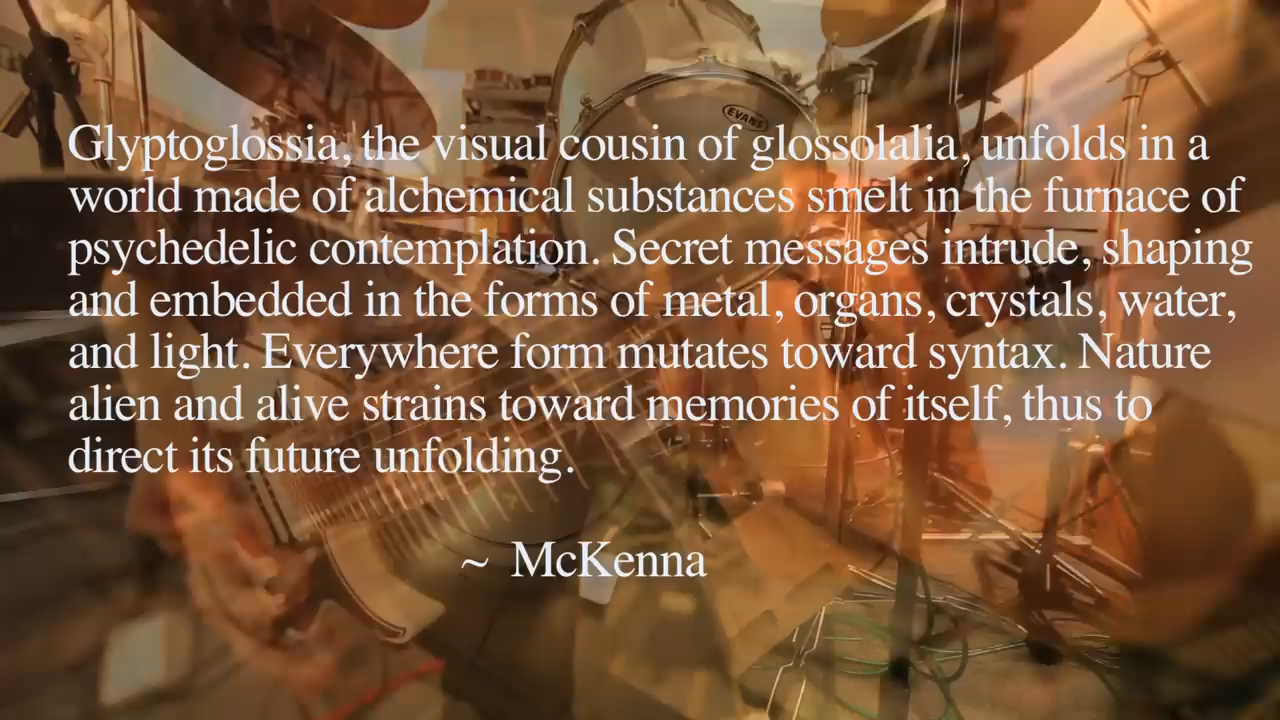 EVANS
Glyptoglossia, the visual cousin of glossolalia, unfolds in a
world made of alchemical substances smelt in the furnace of
psychedelic contemplation. Secret messages intrude, shaping
and embedded in the forms of metal, organs, crystals, water,
and light. Everywhere form mutates toward syntax. Nature
alien and alive strains toward memories of itself, thus to
direct its future unfolding.
~ McKenna